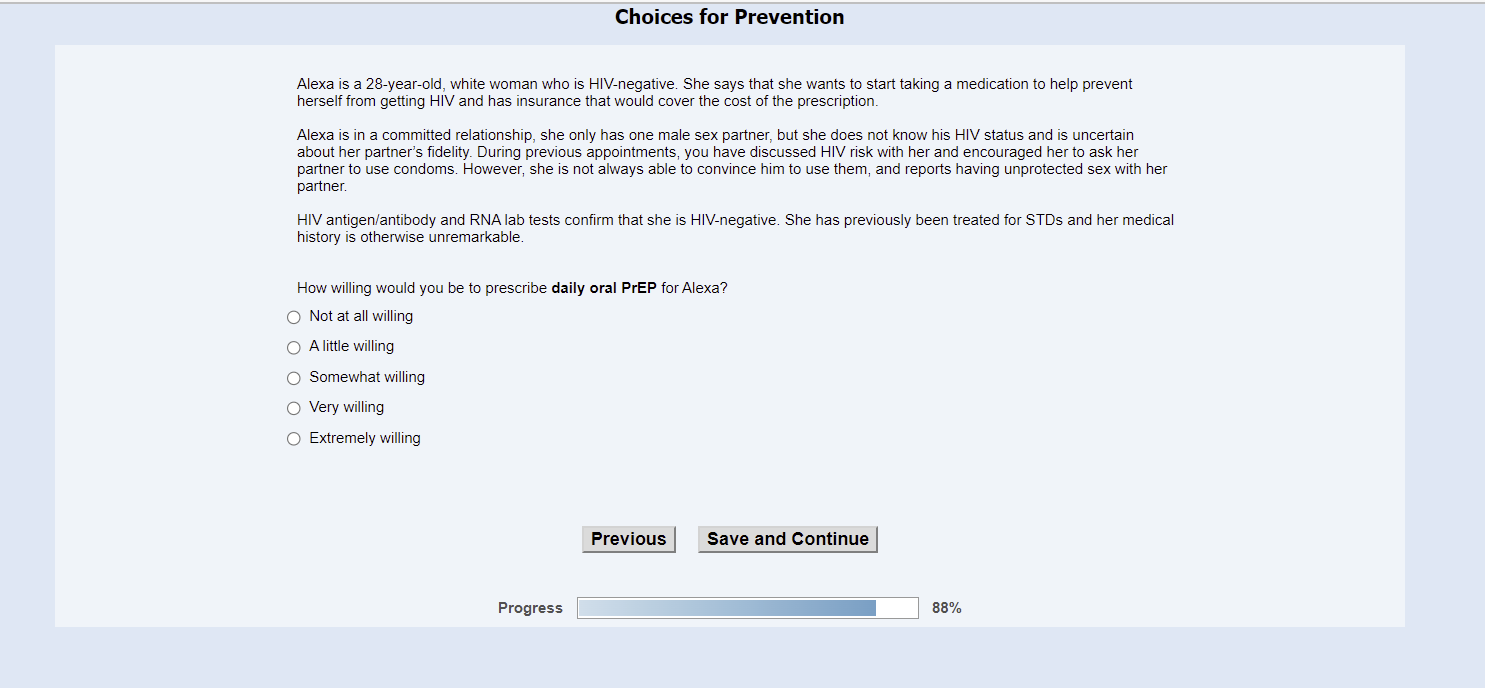 Choices for Prevention
Alexa is a 28-year-old, white woman who is HIV-negative. She says that she wants to start taking a medication to help prevent
herself from getting HIV and has insurance that would cover the cost of the prescription.
Alexa is in a committed relationship, she only has one male sex partner, but she does not know his HIV status and is uncertain
about her partner's fidelity. During previous appointments, you have discussed HIV risk with her and encouraged her to ask her
partner to use condoms. However, she is not always able to convince him to use them, and reports having unprotected sex with her
partner.
HIV antigen/antibody and RNA lab tests confirm that she is HIV-negative. She has previously been treated for STDs and her medical
history is otherwise unremarkable.
How willing would you be to prescribe daily oral PrEP for Alexa?
Not at all willing
A little willing
Somewhat willing
Very willing
Extremely willing
Previous Save and Continue
Progress 88%